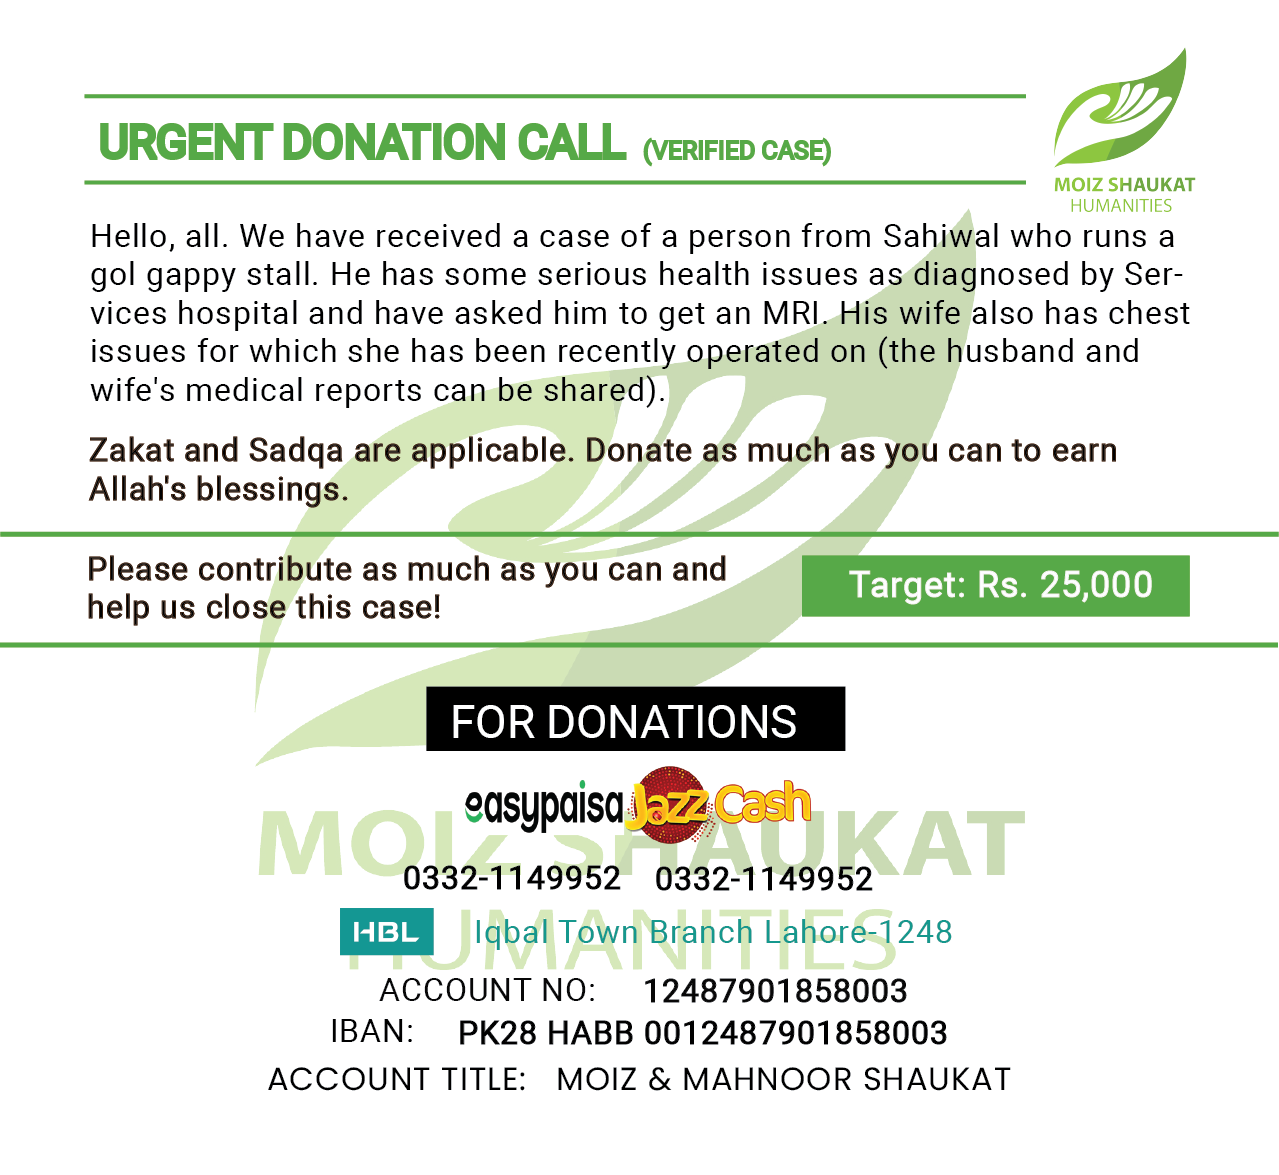 URGENT DONATION CALL (VERIFIED CASE)
MOIZ SHAUKAT
HUMANITIES
Hello, all. We have received a case of a person from Sahiwal who runs a
gol gappy stall. He has some serious health issues as diagnosed by Ser-
vices hospital and have asked him to get an MRI. His wife also has chest
issues for which she has been recently operated on (the husband and
wife's medical reports can be shared).
Zakat and Sadqa are applicable. Donate as much as you can to earn
Allah's blessings.
Please contribute as much as you can and
help us close this case!
Target: Rs. 25,000
FOR DONATIONS
easypaisa JazzCash
MOIZ SHAUKAT
0332-1149952 0332-1149952
HUMANITIES
HBL Iqbal Town Branch Lahore-1248
ACCOUNT NO: 12487901858003
IBAN: PK28 HABB 0012487901858003
ACCOUNT TITLE: MOIZ & MAHNOOR SHAUKAT